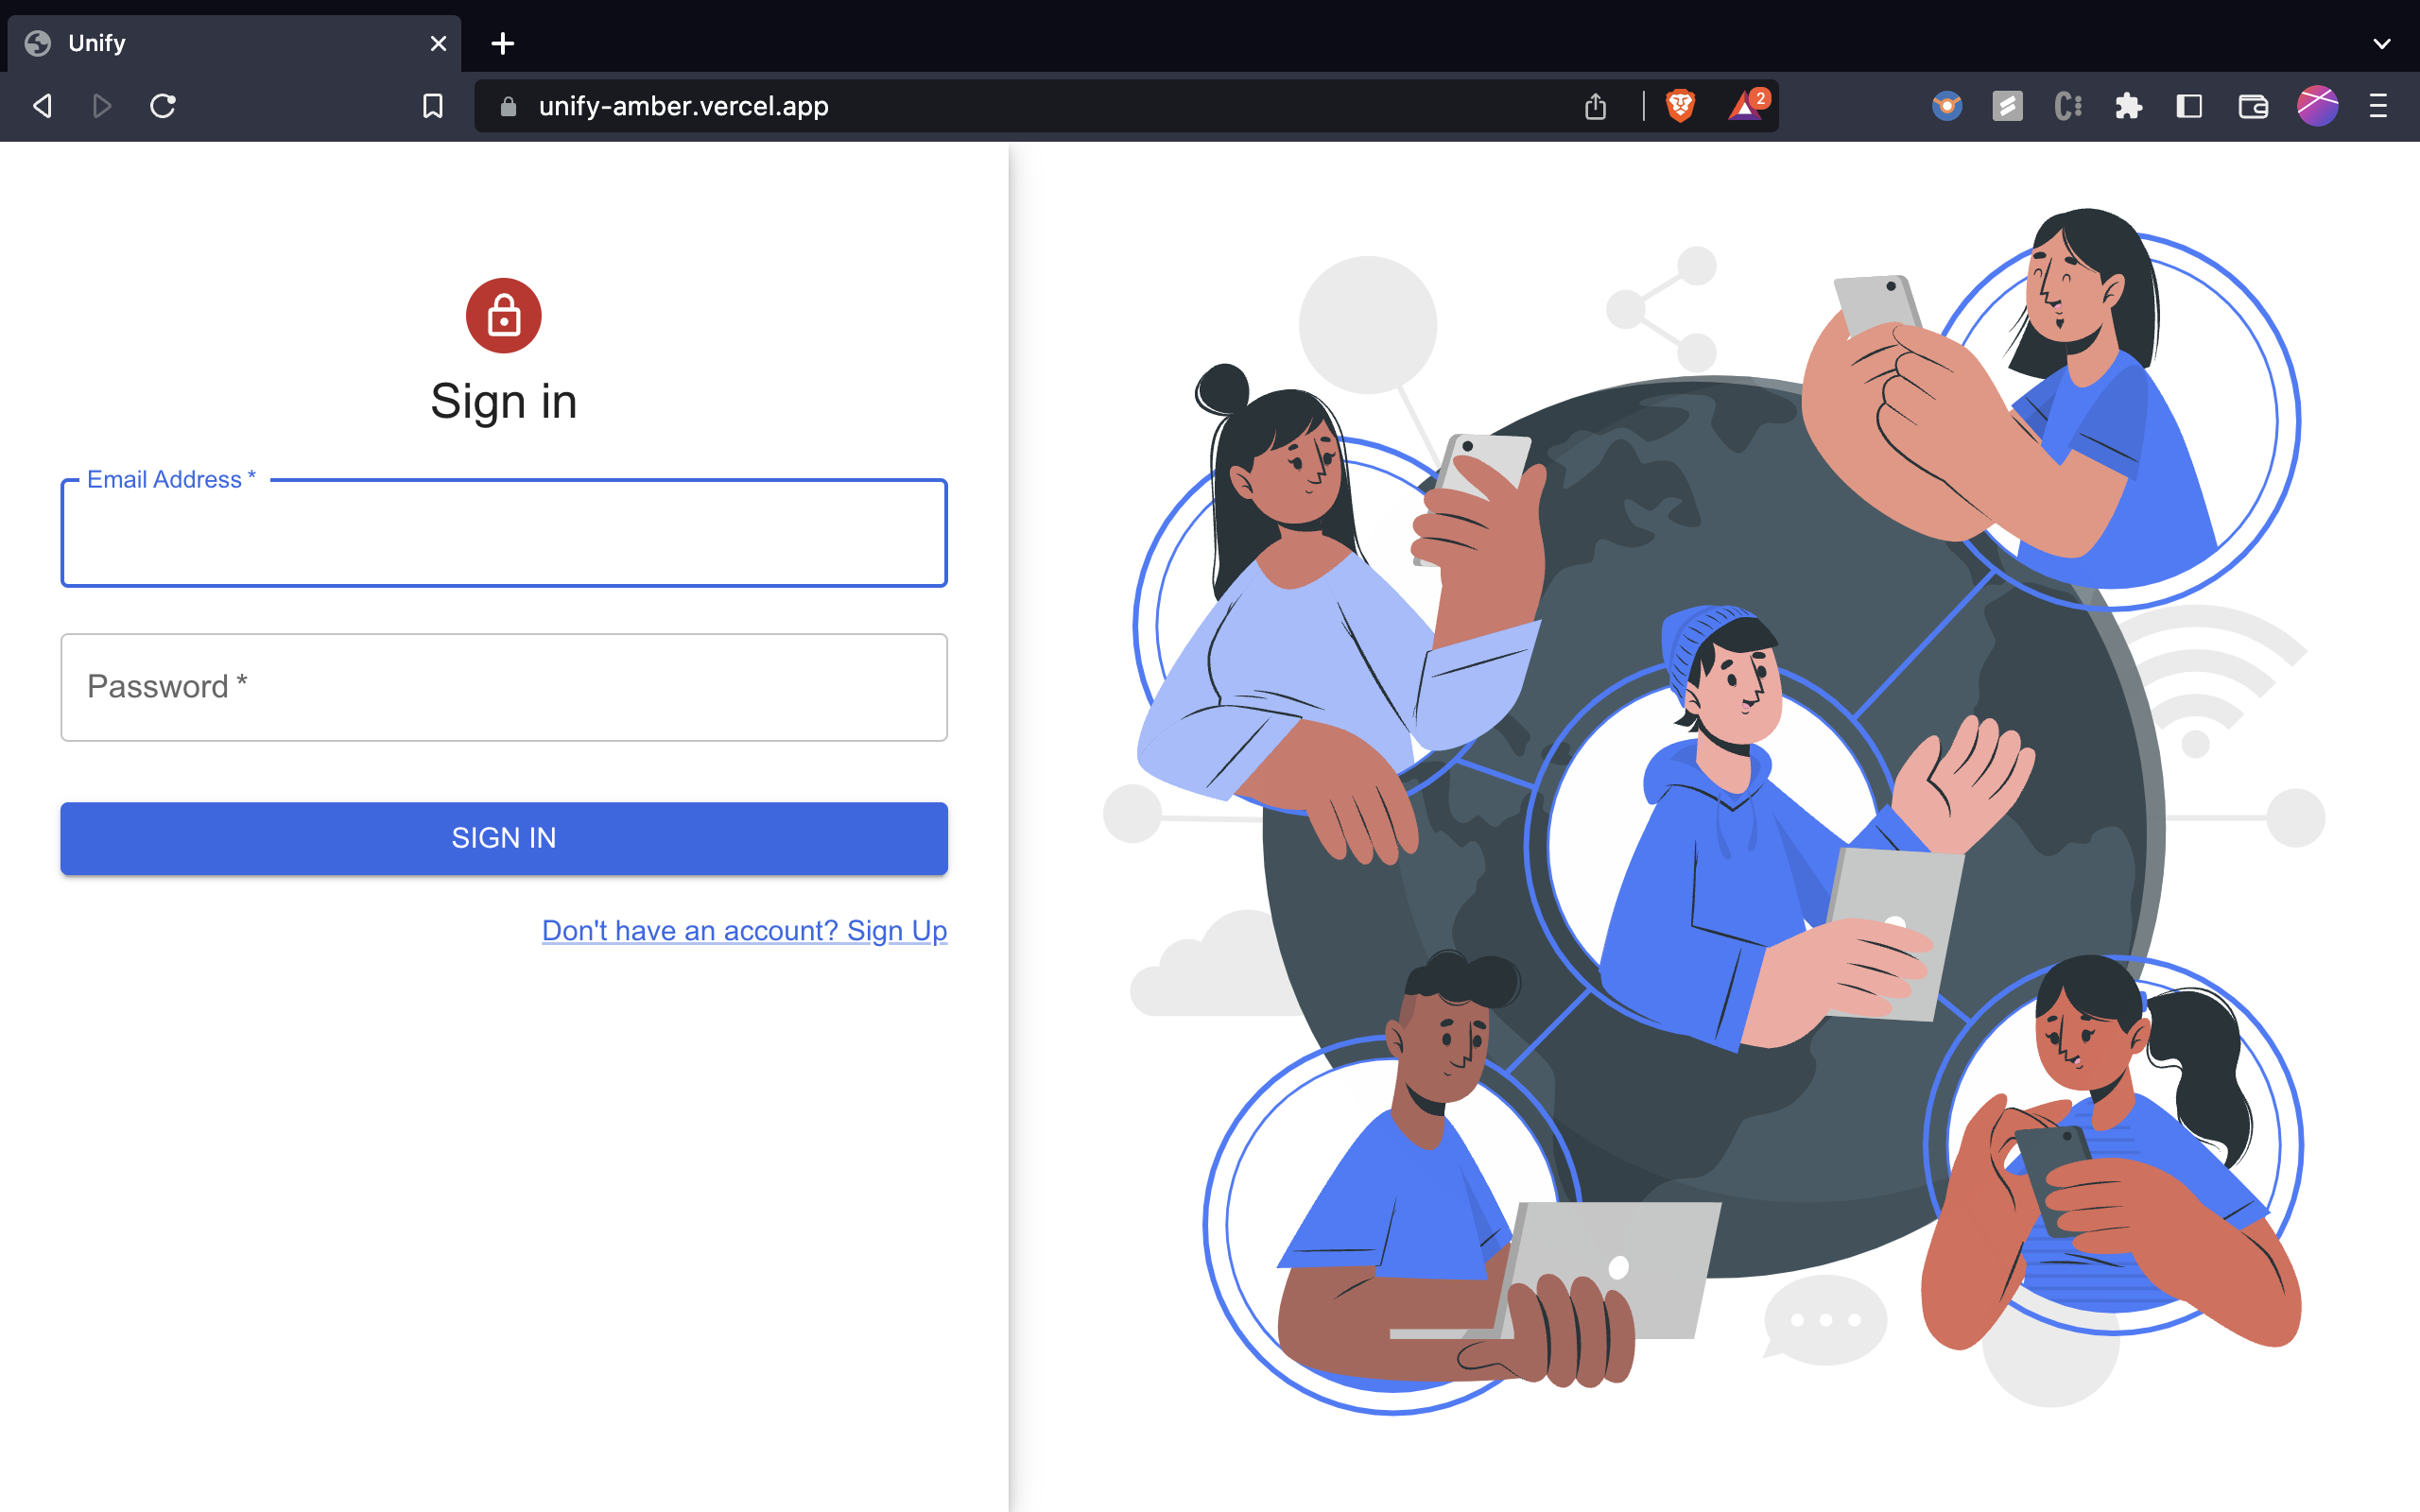 Unify
unify-amber.vercel.app
2
Sign in
Email Address *
Password *
SIGN IN
Don't have an account? Sign Up